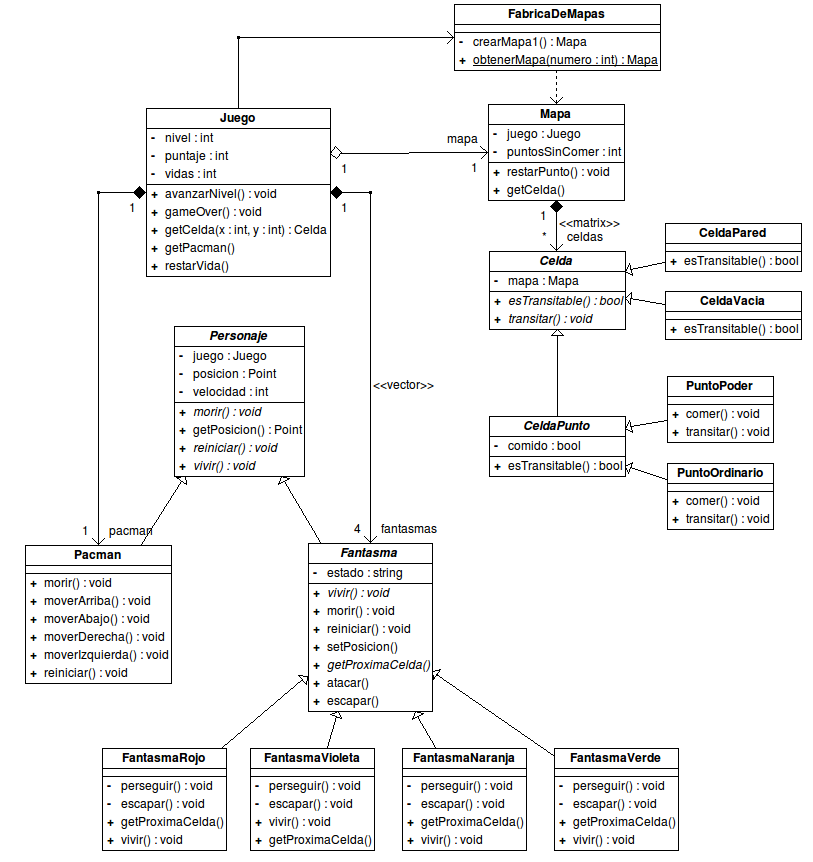 FabricaDeMapas
- crearMapa1() : Mapa
+ obtenerMapa(numero : int) : Mapa
Juego
- nivel : int
- puntaje : int
- vidas : int
+ avanzarNivel() : void
+ gameOver() : void
+ getCelda(x : int, y : int) : Celda
+ getPacman()
+ restarVida()
mapa
1
1
Mapa
- juego : Juego
- puntosSinComer : int
+ restarPunto() : void
+ getCelda()
1
1
1
<<matrix>>
* celdas
Celda
- mapa : Mapa
+ esTransitable() : bool
+ transitar() : void
CeldaPared
+ esTransitable() : bool
CeldaVacia
+ esTransitable() : bool
Personaje
- juego : Juego
- posicion : Point
- velocidad : int
+ morir() : void
+ getPosicion() : Point
+ reiniciar() : void
+ vivir() : void
<<vector>>
CeldaPunto
- comido : bool
+ esTransitable() : bool
PuntoPoder
+ comer() : void
+ transitar() : void
PuntoOrdinario
+ comer() : void
+ transitar() : void
1 pacman
4 fantasmas
Pacman
+ morir() : void
+ moverArriba() : void
+ moverAbajo() : void
+ moverDerecha() : void
+ moverIzquierda() : void
+ reiniciar() : void
Fantasma
- estado : string
+ vivir() : void
+ morir() : void
+ reiniciar() : void
+ setPosicion()
+ getProximaCelda()
+ atacar()
+ escapar()
FantasmaRojo
- perseguir() : void
- escapar() : void
+ getProximaCelda()
+ vivir() : void
FantasmaVioleta
- perseguir() : void
- escapar() : void
+ vivir() : void
+ getProximaCelda()
FantasmaNaranja
- perseguir() : void
- escapar() : void
+ getProximaCelda()
+ vivir() : void
FantasmaVerde
- perseguir() : void
- escapar() : void
+ getProximaCelda()
+ vivir() : void